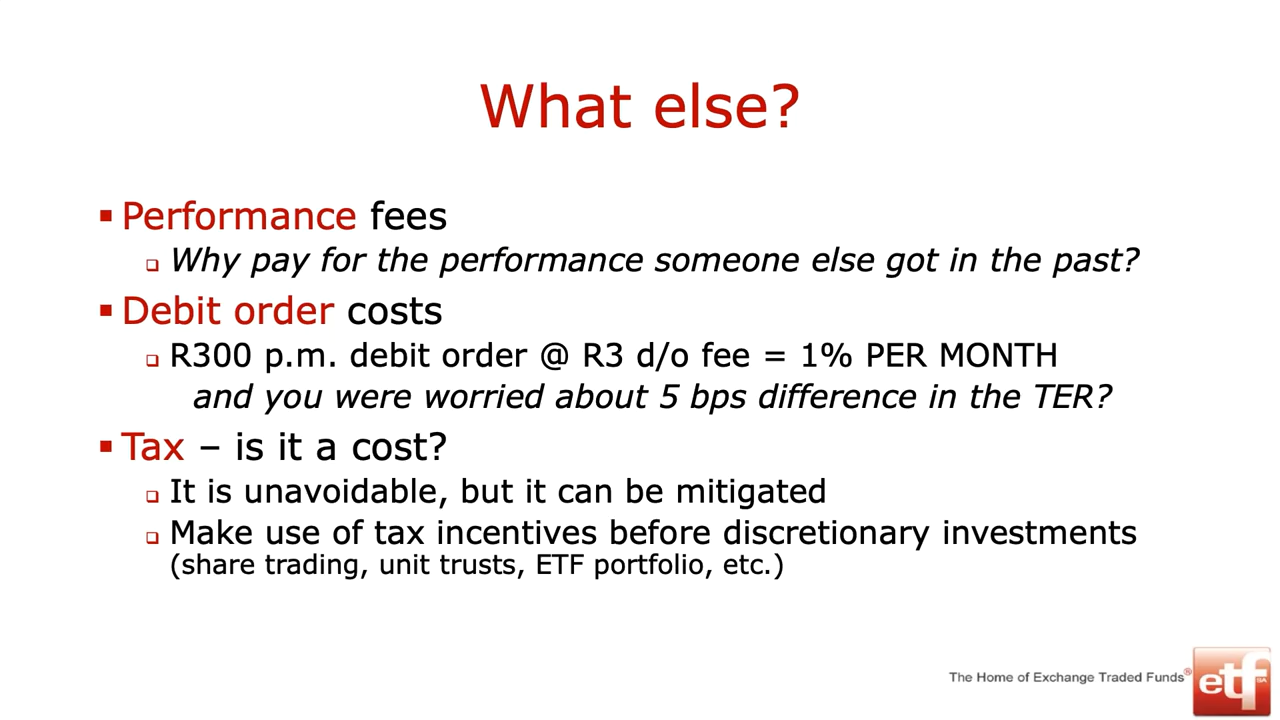 What else?
Performance fees
Why pay for the performance someone else got in the past?
Debit order costs
R300 p.m. debit order @ R3 d/o fee = 1% PER MONTH
and you were worried about 5 bps difference in the TER?
Tax – is it a cost?
It is unavoidable, but it can be mitigated
Make use of tax incentives before discretionary investments
(share trading, unit trusts, ETF portfolio, etc.)
The Home of Exchange Traded Funds®
etf
SA